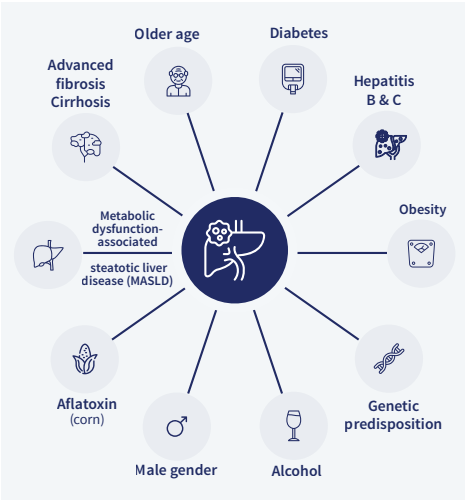 Older age
Diabetes
Advanced
fibrosis
Cirrhosis
Hepatitis
B & C
Metabolic
dysfunction-
associated
steatotic liver
disease (MASLD)
Obesity
Aflatoxin
(corn)
Genetic
predisposition
Male gender
Alcohol